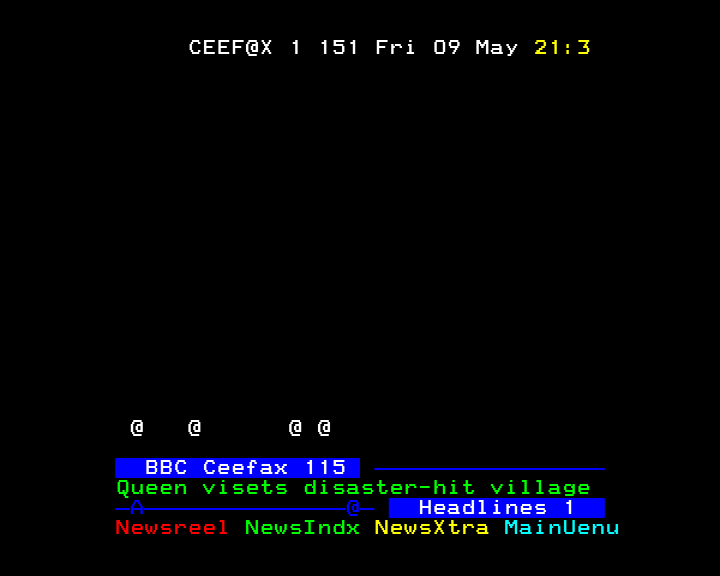 CEEF@X 1 151 Fri 09 May 21:3
@ @ @ @
BBC Ceefax 115
Queen visets disaster-hit village
A @ Headlines 1
Newsreel NewsIndx NewsXtra MainUenu